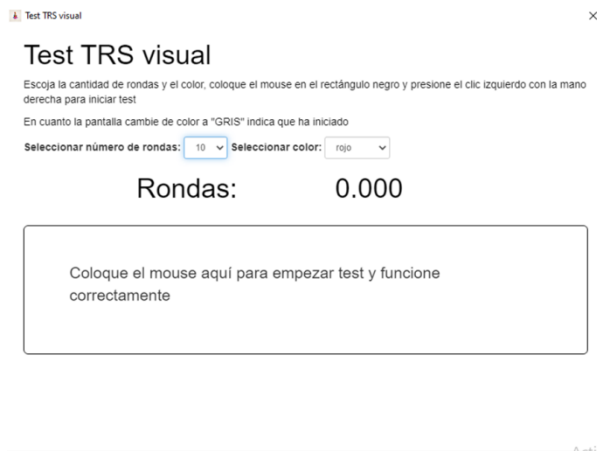 Test TRS visual
Test TRS visual
Escoja la cantidad de rondas y el color, coloque el mouse en el rectángulo negro y presione el clic izquierdo con la mano
derecha para iniciar test
En cuanto la pantalla cambie de color a "GRIS" indica que ha iniciado
Seleccionar número de rondas: 10 Seleccionar color: rojo
Rondas: 0.000
Coloque el mouse aquí para empezar test y funcione
correctamente